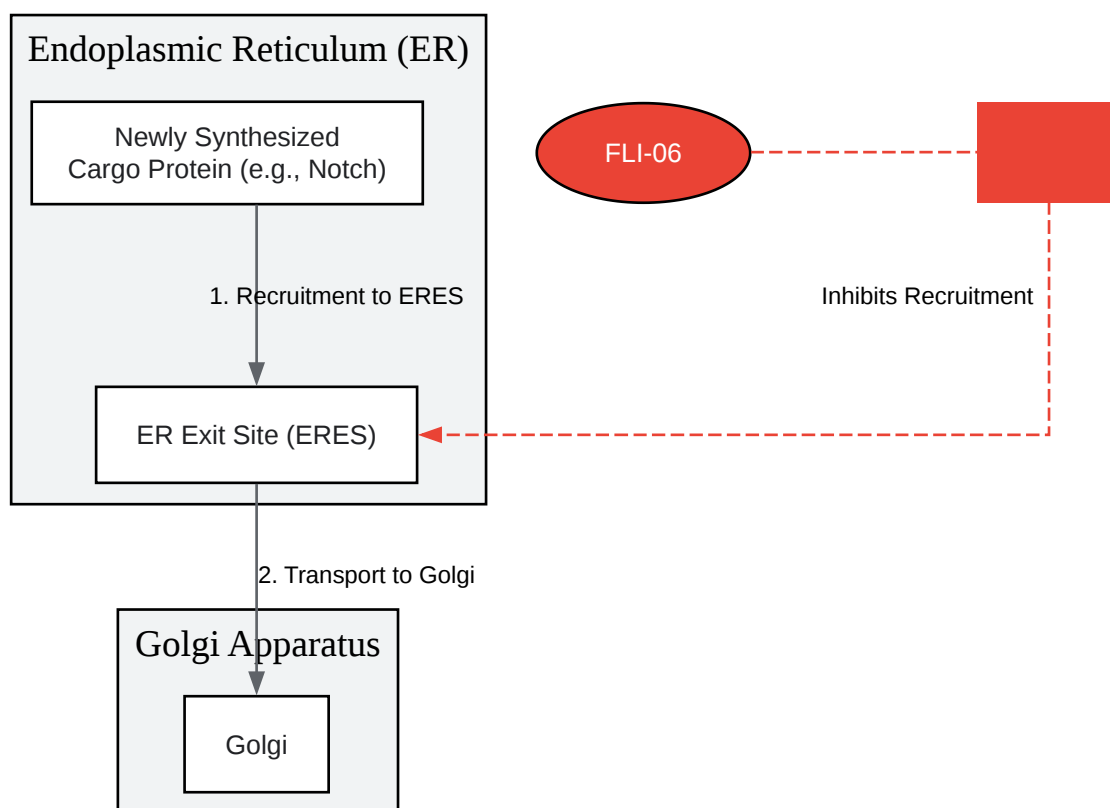 Endoplasmic Reticulum (ER)
Newly Synthesized
Cargo Protein (e.g., Notch)
FLI-06
1. Recruitment to ERES
Inhibits Recruitment
ER Exit Site (ERES)
2. Transport to Golgi
Golgi Apparatus
Golgi